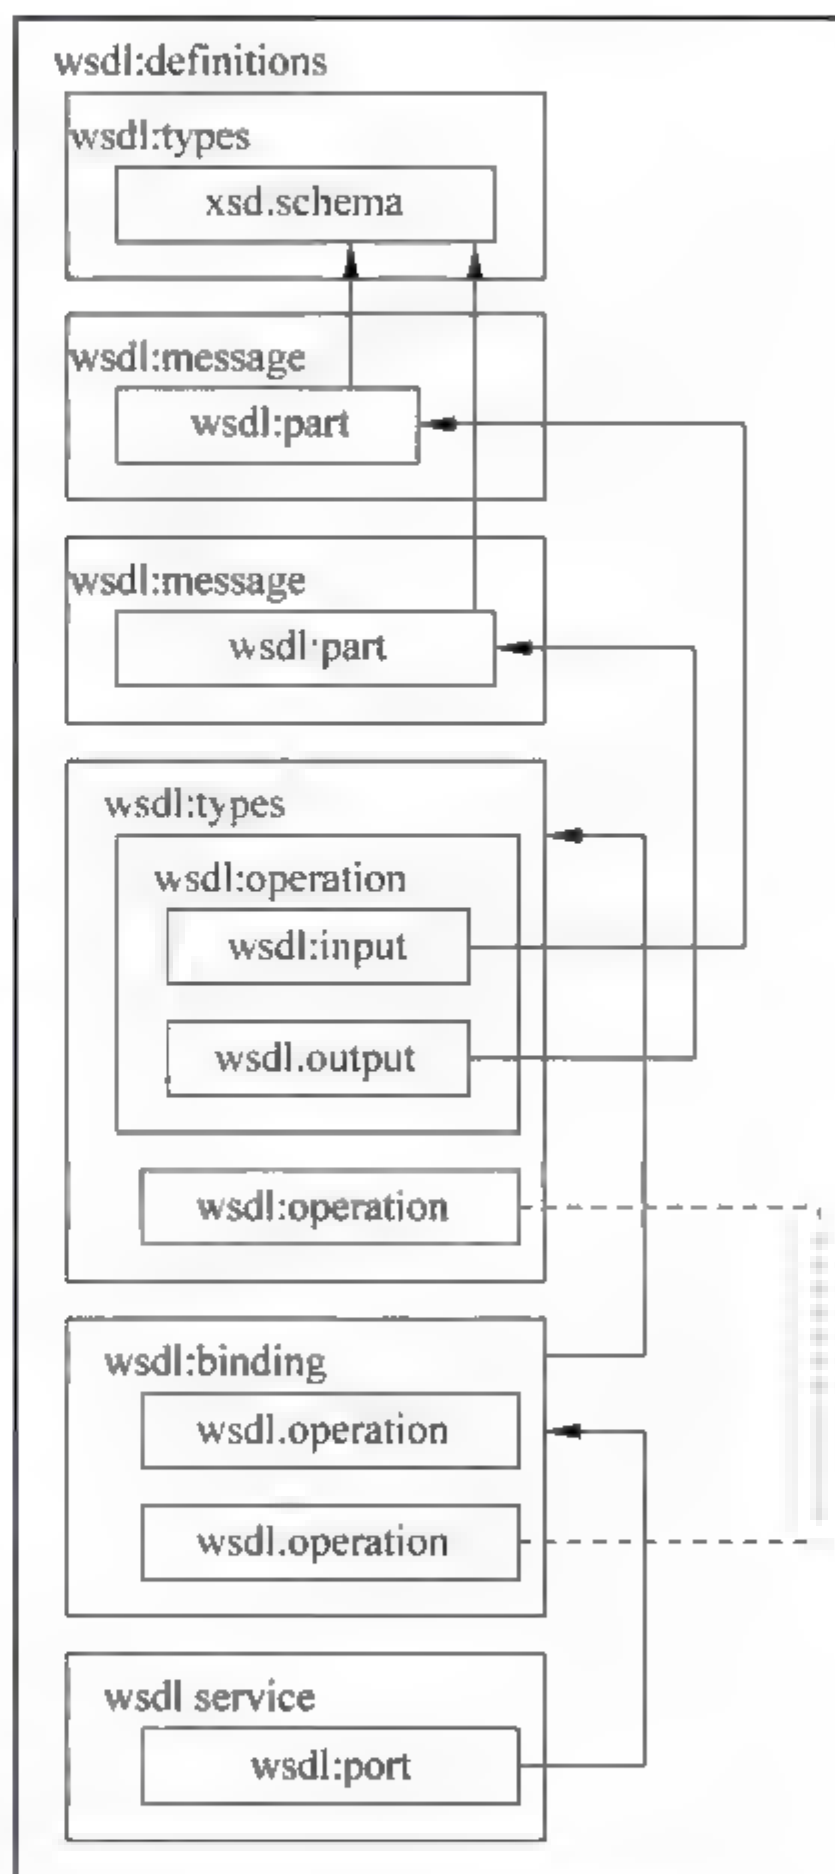 wsdl:definitions
wsdl:types
xsd.schema
wsdl:message
wsdl:part
wsdl:message
wsdl:part
wsdl:types
wsdl:operation
wsdl:input
wsdl.output
wsdl:operation
wsdl:binding
wsdl.operation
wsdl.operation
wsdl service
wsdl:port